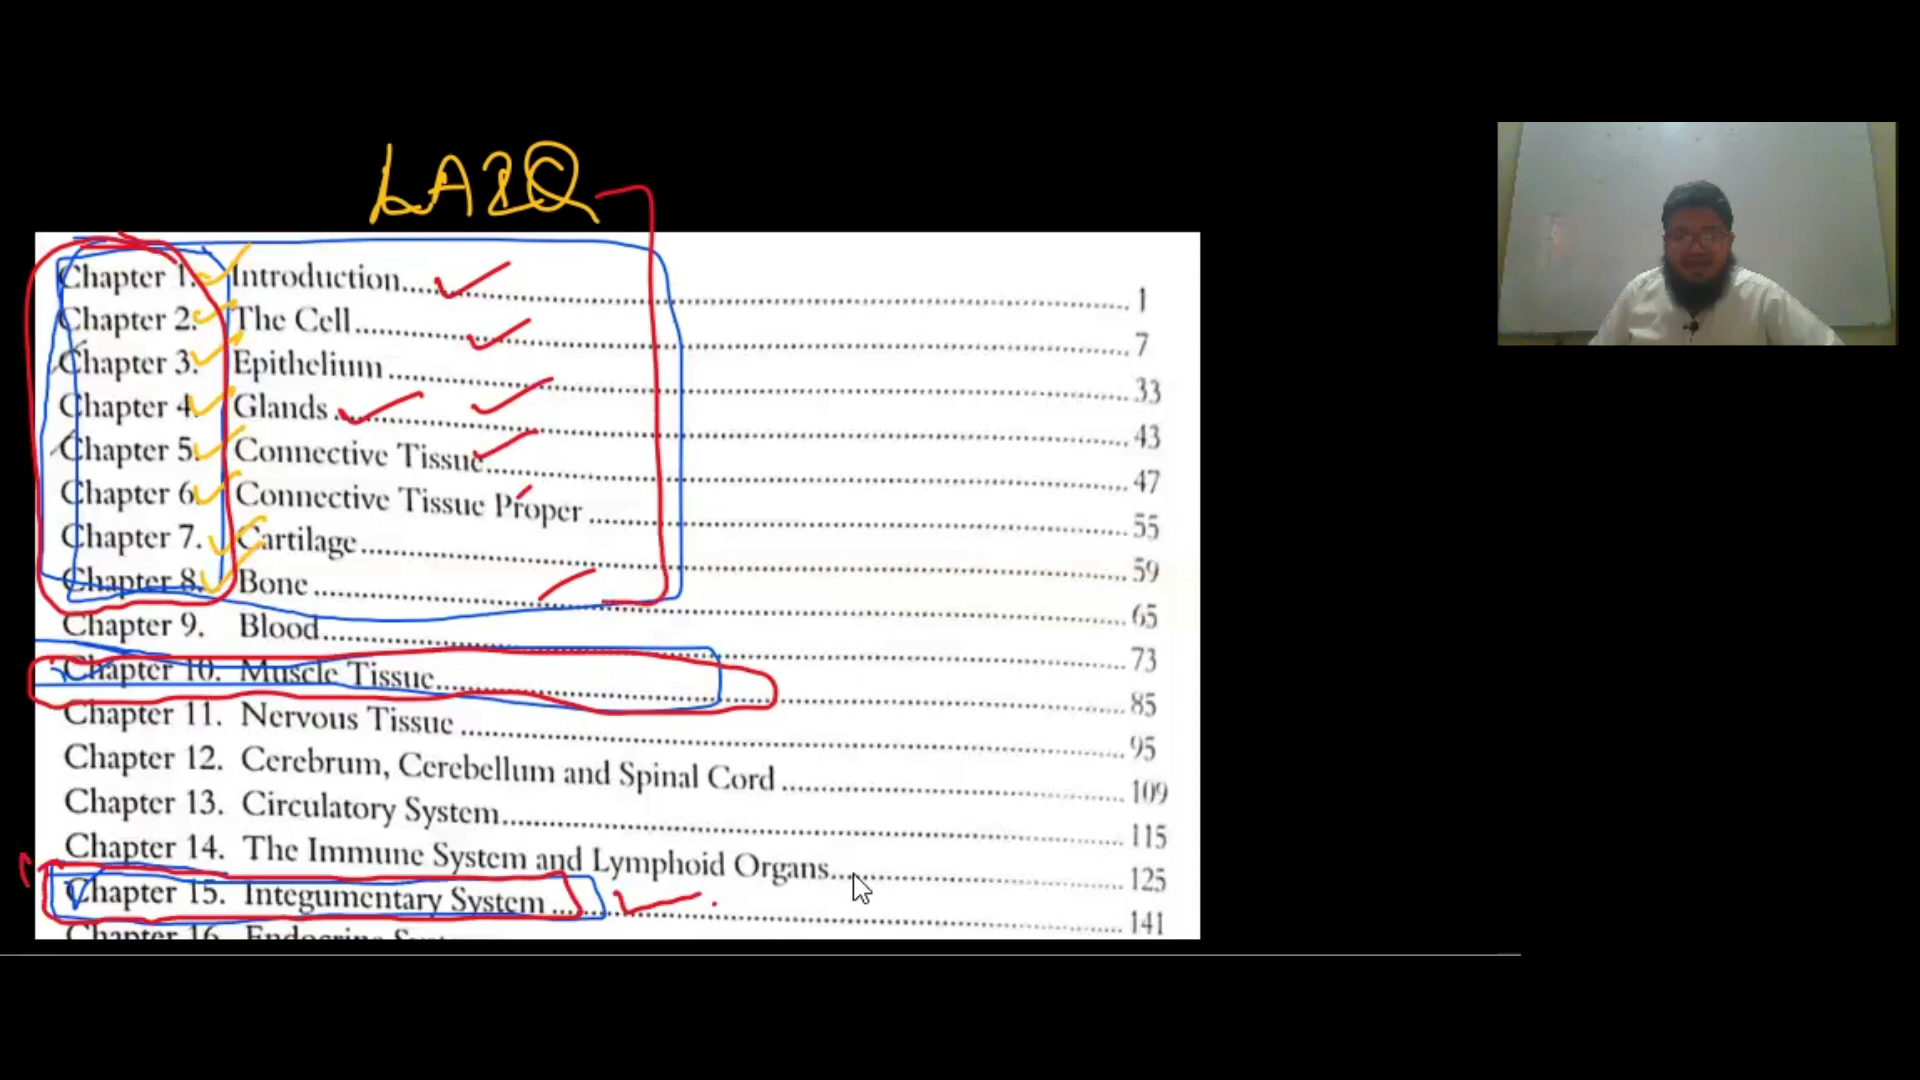 LAIQ
Chapter 1. Introduction........ 1
Chapter 2. The Cell........ 7
Chapter 3. Epithelium........ 33
Chapter 4. Glands........ 43
Chapter 5. Connective Tissue........ 47
Chapter 6. Connective Tissue Proper........ 55
Chapter 7. Cartilage........ 59
Chapter 8. Bone........ 65
Chapter 9. Blood........ 73
Chapter 10. Muscle Tissue........ 85
Chapter 11. Nervous Tissue........ 95
Chapter 12. Cerebrum, Cerebellum and Spinal Cord........ 109
Chapter 13. Circulatory System........ 115
Chapter 14. The Immune System and Lymphoid Organs........ 125
Chapter 15. Integumentary System........ 141
Chapter 16. Endocrine